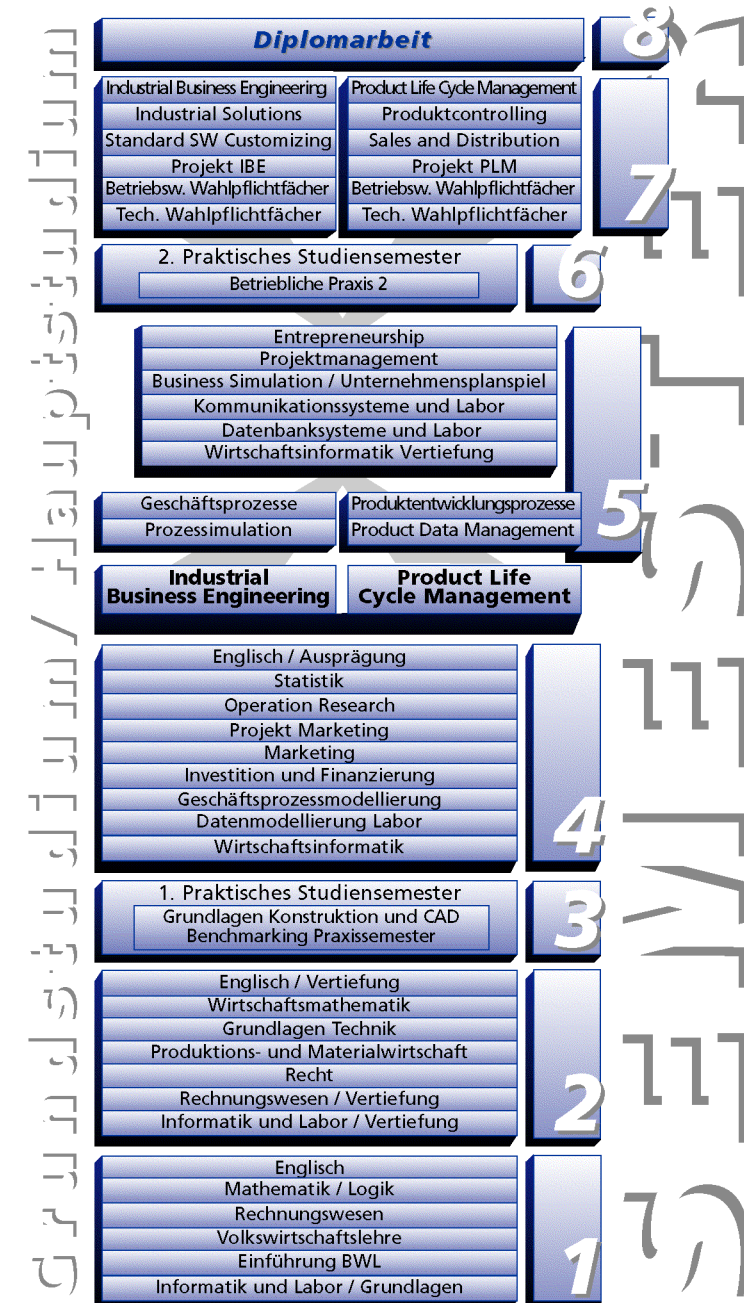 Diplomarbeit
8
Industrial Business Engineering
Industrial Solutions
Standard SW Customizing
Projekt IBE
Betriebsw. Wahlpflichtfächer
Tech. Wahlpflichtfächer
Product Life Cycle Management
Produktcontrolling
Sales and Distribution
Projekt PLM
Betriebsw. Wahlpflichtfächer
Tech. Wahlpflichtfächer
7
2. Praktisches Studiensemester
Betriebliche Praxis 2
6
Entrepreneurship
Projektmanagement
Business Simulation / Unternehmensplanspiel
Kommunikationssysteme und Labor
Datenbanksysteme und Labor
Wirtschaftsinformatik Vertiefung
5
Geschäftsprozesse
Prozessimulation
Produktentwicklungsprozesse
Product Data Management
Industrial
Business Engineering
Product Life
Cycle Management
Englisch / Ausprägung
Statistik
Operation Research
Projekt Marketing
Marketing
Investition und Finanzierung
Geschäftsprozessmodellierung
Datenmodellierung Labor
Wirtschaftsinformatik
4
1. Praktisches Studiensemester
Grundlagen Konstruktion und CAD
Benchmarking Praxissemester
3
Englisch / Vertiefung
Wirtschaftsmathematik
Grundlagen Technik
Produktions- und Materialwirtschaft
Recht
Rechnungswesen / Vertiefung
Informatik und Labor / Vertiefung
2
Englisch
Mathematik / Logik
Rechnungswesen
Volkswirtschaftslehre
Einführung BWL
Informatik und Labor / Grundlagen
1
Grundstudium/ Hauptstudium
SEMESTER